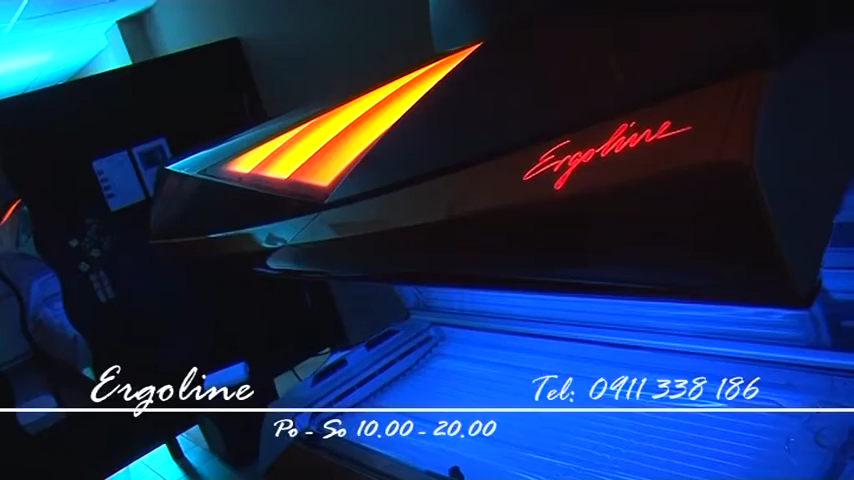 Ergoline
Ergoline
Tel: 0911 338 186
Po - So 10.00 - 20.00